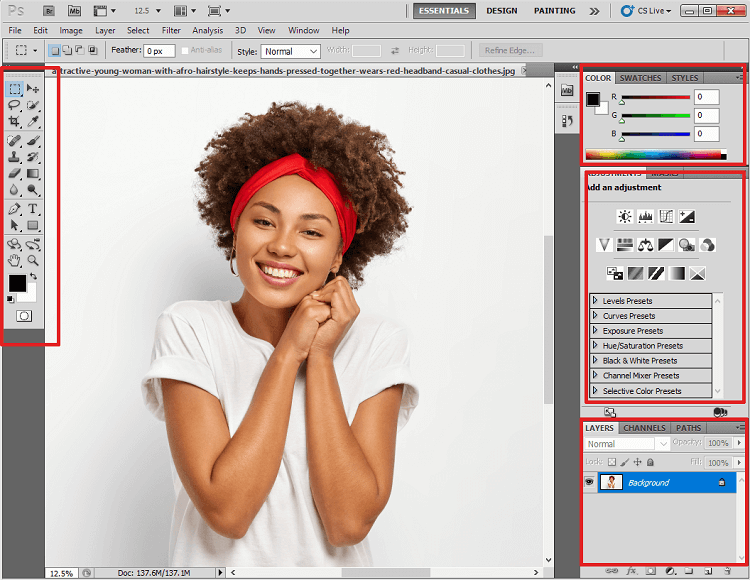 Ps Br Mb 12.5 ESSENTIALS DESIGN PAINTING CS Live
File Edit Image Layer Select Filter Analysis 3D View Window Help
Feather: 0 px Anti-alias Style: Normal Width: Height: Refine Edge...
attractive-young-woman-with-afro-hairstyle-keeps-hands-pressed-together-wears-red-headband-casual-clothes.jpg
Mb
COLOR SWATCHES STYLES
R 0
G 0
B 0
ADJUSTMENTS MASKS
Add an adjustment
Levels Presets
Curves Presets
Exposure Presets
Hue/Saturation Presets
Black & White Presets
Channel Mixer Presets
Selective Color Presets
LAYERS CHANNELS PATHS
Normal Opacity: 100%
Lock: Fill: 100%
Background
12.5% Doc: 137.6M/137.1M